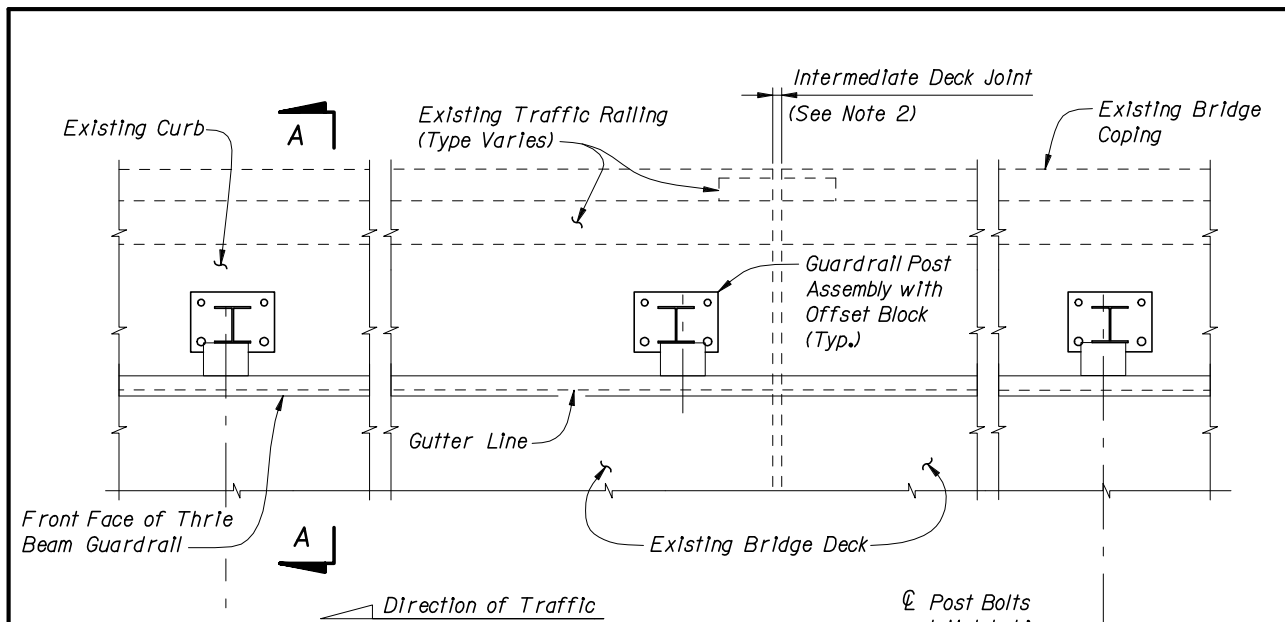 Intermediate Deck Joint
(See Note 2)
Existing Curb
A
Existing Traffic Railing
(Type Varies)
Existing Bridge
Coping
Guardrail Post
Assembly with
Offset Block
(Typ.)
Gutter Line
Front Face of Thrie
Beam Guardrail
A
Existing Bridge Deck
Direction of Traffic
℄ Post Bolts